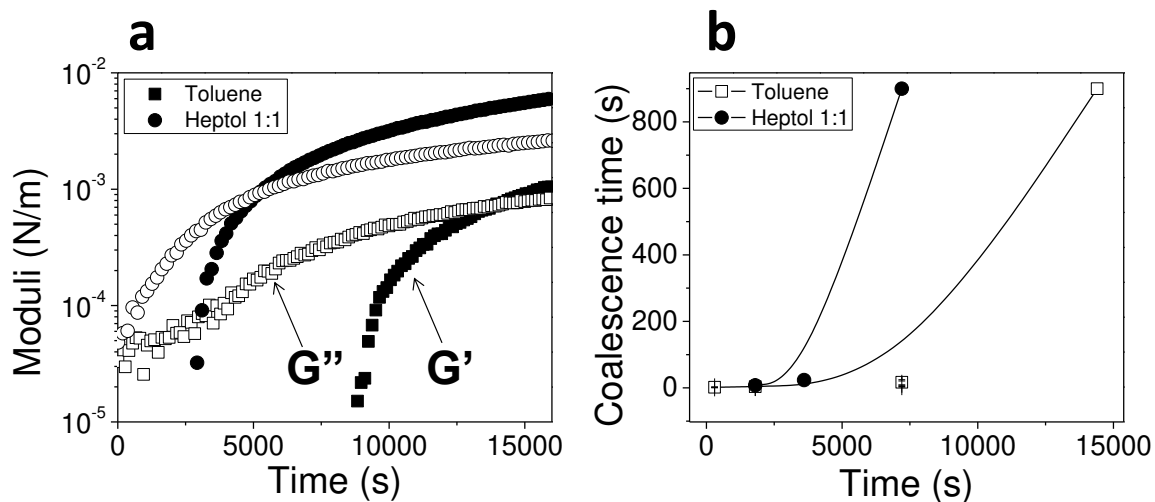 a
10⁻²
10⁻³
10⁻⁴
10⁻⁵
Moduli (N/m)
Toluene
Heptol 1:1
G''
G'
0
5000
10000
15000
Time (s)
b
800
600
400
200
0
Coalescence time (s)
Toluene
Heptol 1:1
0
5000
10000
15000
Time (s)